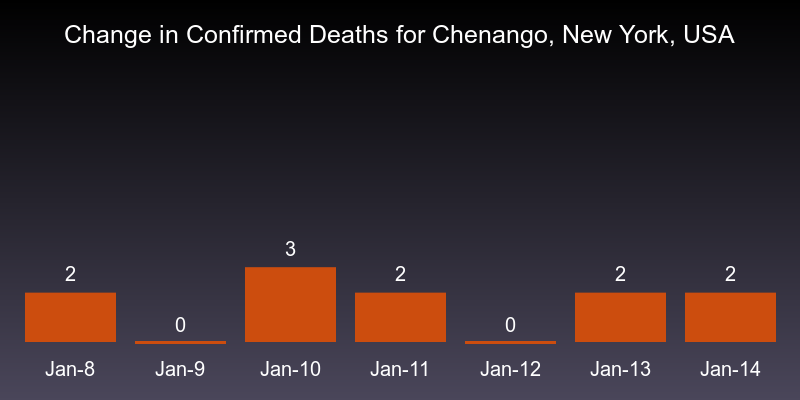 Change in Confirmed Deaths for Chenango, New York, USA
2 0 3 2 0 2 2
Jan-8 Jan-9 Jan-10 Jan-11 Jan-12 Jan-13 Jan-14